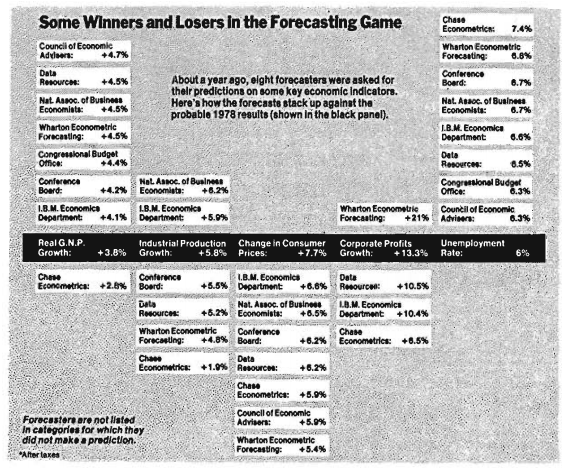 Some Winners and Losers in the Forecasting Game
About a year ago, eight forecasters were asked for
their predictions on some key economic indicators.
Here's how the forecasts stack up against the
probable 1978 results (shown in the black panel).
Council of Economic
Advisers: +4.7%
Data
Resources: +4.5%
Nat. Assoc. of Business
Economists: +4.5%
Wharton Econometric
Forecasting: +4.5%
Congressional Budget
Office: +4.4%
Conference
Board: +4.2%
I.B.M. Economics
Department: +4.1%
Real G.N.P.
Growth: +3.8%
Chase
Econometrics: +2.8%
Nat. Assoc. of Business
Economists: +6.2%
I.B.M. Economics
Department: +5.9%
Industrial Production
Growth: +5.8%
Conference
Board: +5.5%
Data
Resources: +5.2%
Wharton Econometric
Forecasting: +4.8%
Chase
Econometrics: +1.9%
Change in Consumer
Prices: +7.7%
I.B.M. Economics
Department: +6.6%
Nat. Assoc. of Business
Economists: +6.5%
Conference
Board: +6.2%
Data
Resources: +6.2%
Chase
Econometrics: +5.9%
Council of Economic
Advisers: +5.9%
Wharton Econometric
Forecasting: +5.4%
Wharton Econometric
Forecasting: +21%
Corporate Profits
Growth: +13.3%
Data
Resources: +10.5%
I.B.M. Economics
Department: +10.4%
Chase
Econometrics: +6.5%
Chase
Econometrics: 7.4%
Wharton Econometric
Forecasting: 6.8%
Conference
Board: 6.7%
Nat. Assoc. of Business
Economists: 6.7%
I.B.M. Economics
Department: 6.6%
Data
Resources: 6.5%
Congressional Budget
Office: 6.3%
Council of Economic
Advisers: 6.3%
Unemployment
Rate: 6%
Forecasters are not listed
in categories for which they
did not make a prediction.
*After taxes